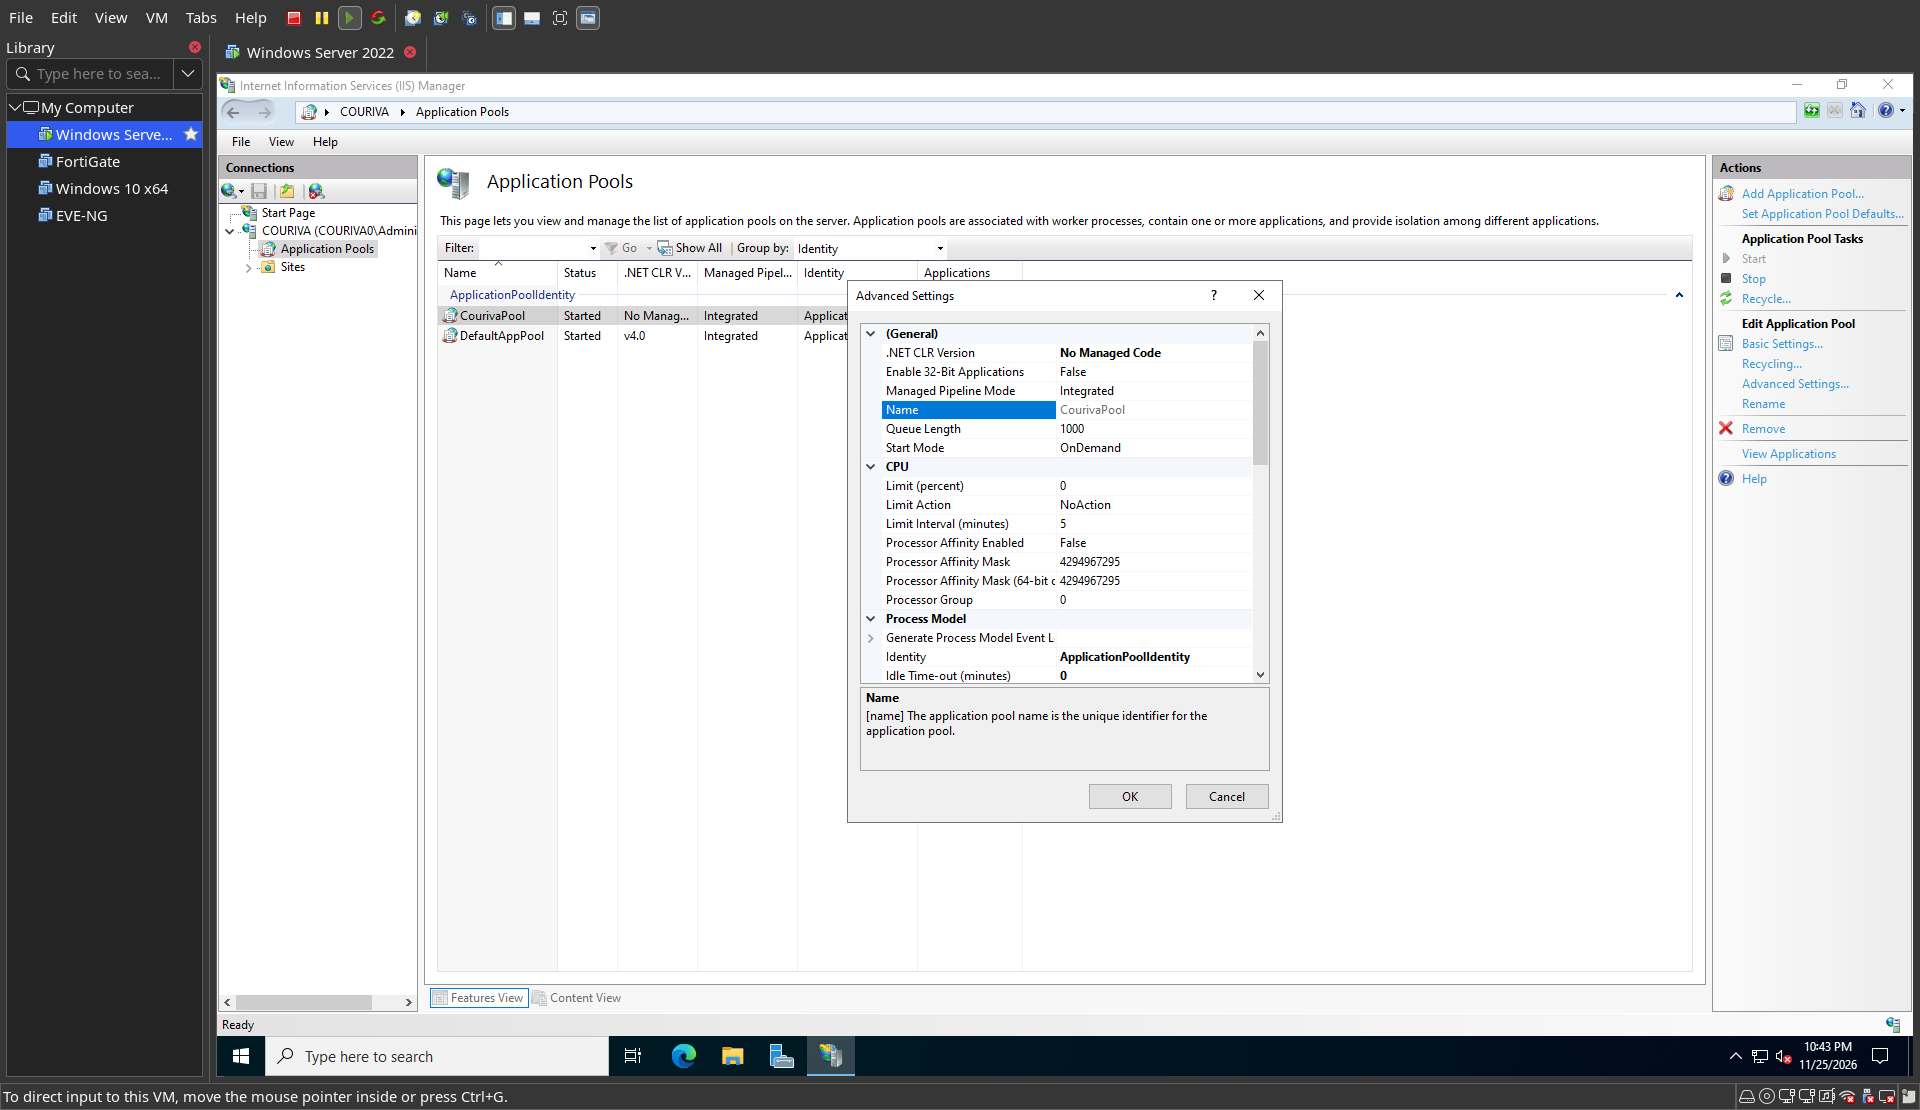 File Edit View VM Tabs Help
Library
Windows Server 2022
Type here to sea...
My Computer
Windows Serve...
FortiGate
Windows 10 x64
EVE-NG
Internet Information Services (IIS) Manager
COURIVA Application Pools
File View Help
Connections
Start Page
COURIVA (COURIVA0\Admini
Application Pools
Sites
Application Pools
This page lets you view and manage the list of application pools on the server. Application pools are associated with worker processes, contain one or more applications, and provide isolation among different applications.
Filter: Go Show All Group by: Identity
Name Status .NET CLR V... Managed Pipel... Identity Applications
ApplicationPoolIdentity
CourivaPool Started No Manag... Integrated Applicat
DefaultAppPool Started v4.0 Integrated Applicat
Advanced Settings ?
(General)
.NET CLR Version No Managed Code
Enable 32-Bit Applications False
Managed Pipeline Mode Integrated
Name CourivaPool
Queue Length 1000
Start Mode OnDemand
CPU
Limit (percent) 0
Limit Action NoAction
Limit Interval (minutes) 5
Processor Affinity Enabled False
Processor Affinity Mask 4294967295
Processor Affinity Mask (64-bit o 4294967295
Processor Group 0
Process Model
Generate Process Model Event L
Identity ApplicationPoolIdentity
Idle Time-out (minutes) 0
Name
[name] The application pool name is the unique identifier for the
application pool.
OK Cancel
Actions
Add Application Pool...
Set Application Pool Defaults...
Application Pool Tasks
Start
Stop
Recycle...
Edit Application Pool
Basic Settings...
Recycling...
Advanced Settings...
Rename
Remove
View Applications
Help
Features View Content View
Ready
Type here to search
10:43 PM
11/25/2026
To direct input to this VM, move the mouse pointer inside or press Ctrl+G.